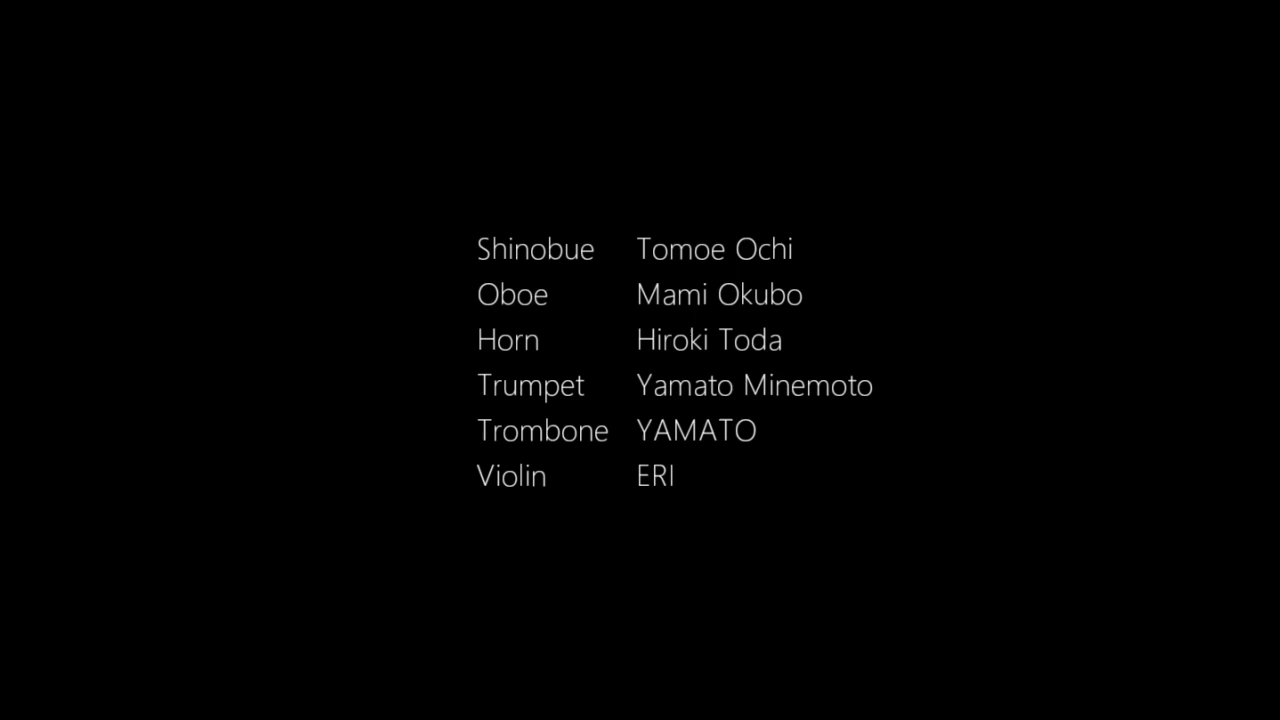 Shinobue Tomoe Ochi
Oboe Mami Okubo
Horn Hiroki Toda
Trumpet Yamato Minemoto
Trombone YAMATO
Violin ERI